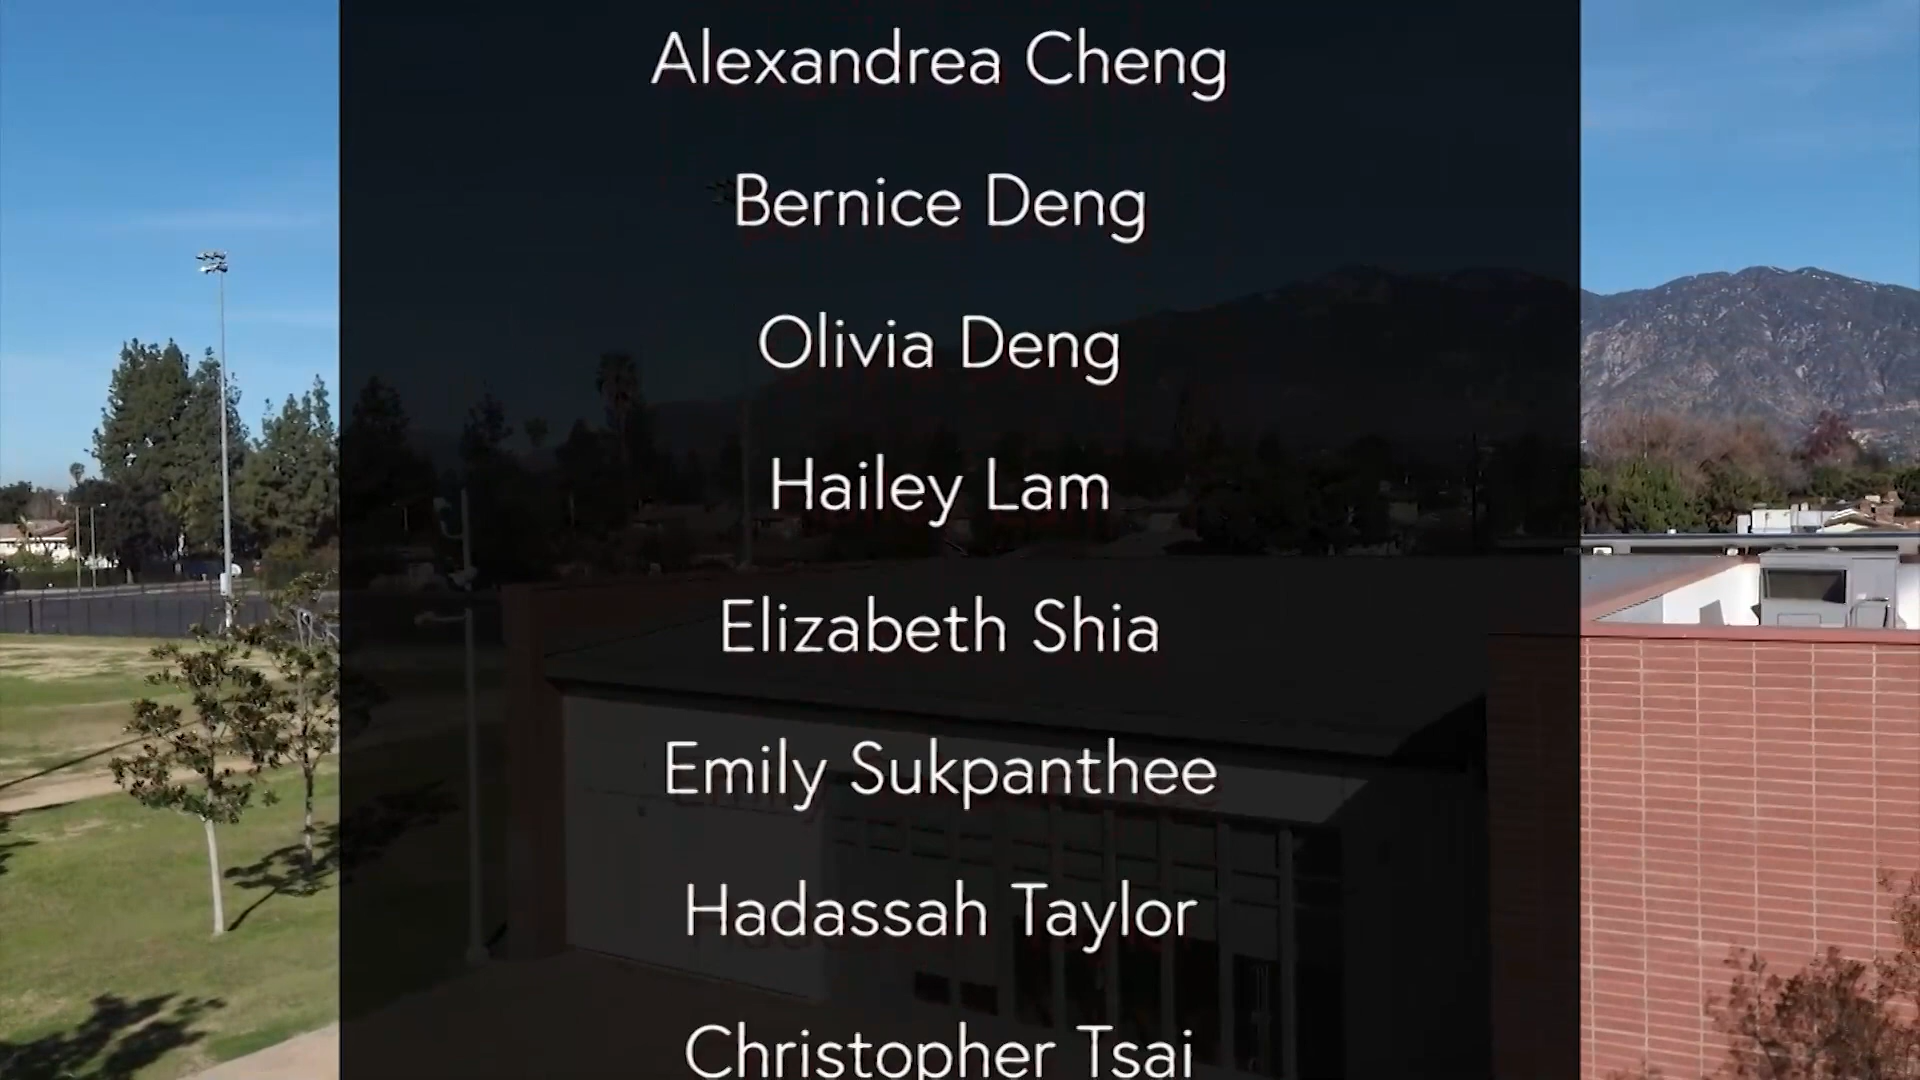 Alexandrea Cheng
Bernice Deng
Olivia Deng
Hailey Lam
Elizabeth Shia
Emily Sukpanthee
Hadassah Taylor
Christopher Tsai